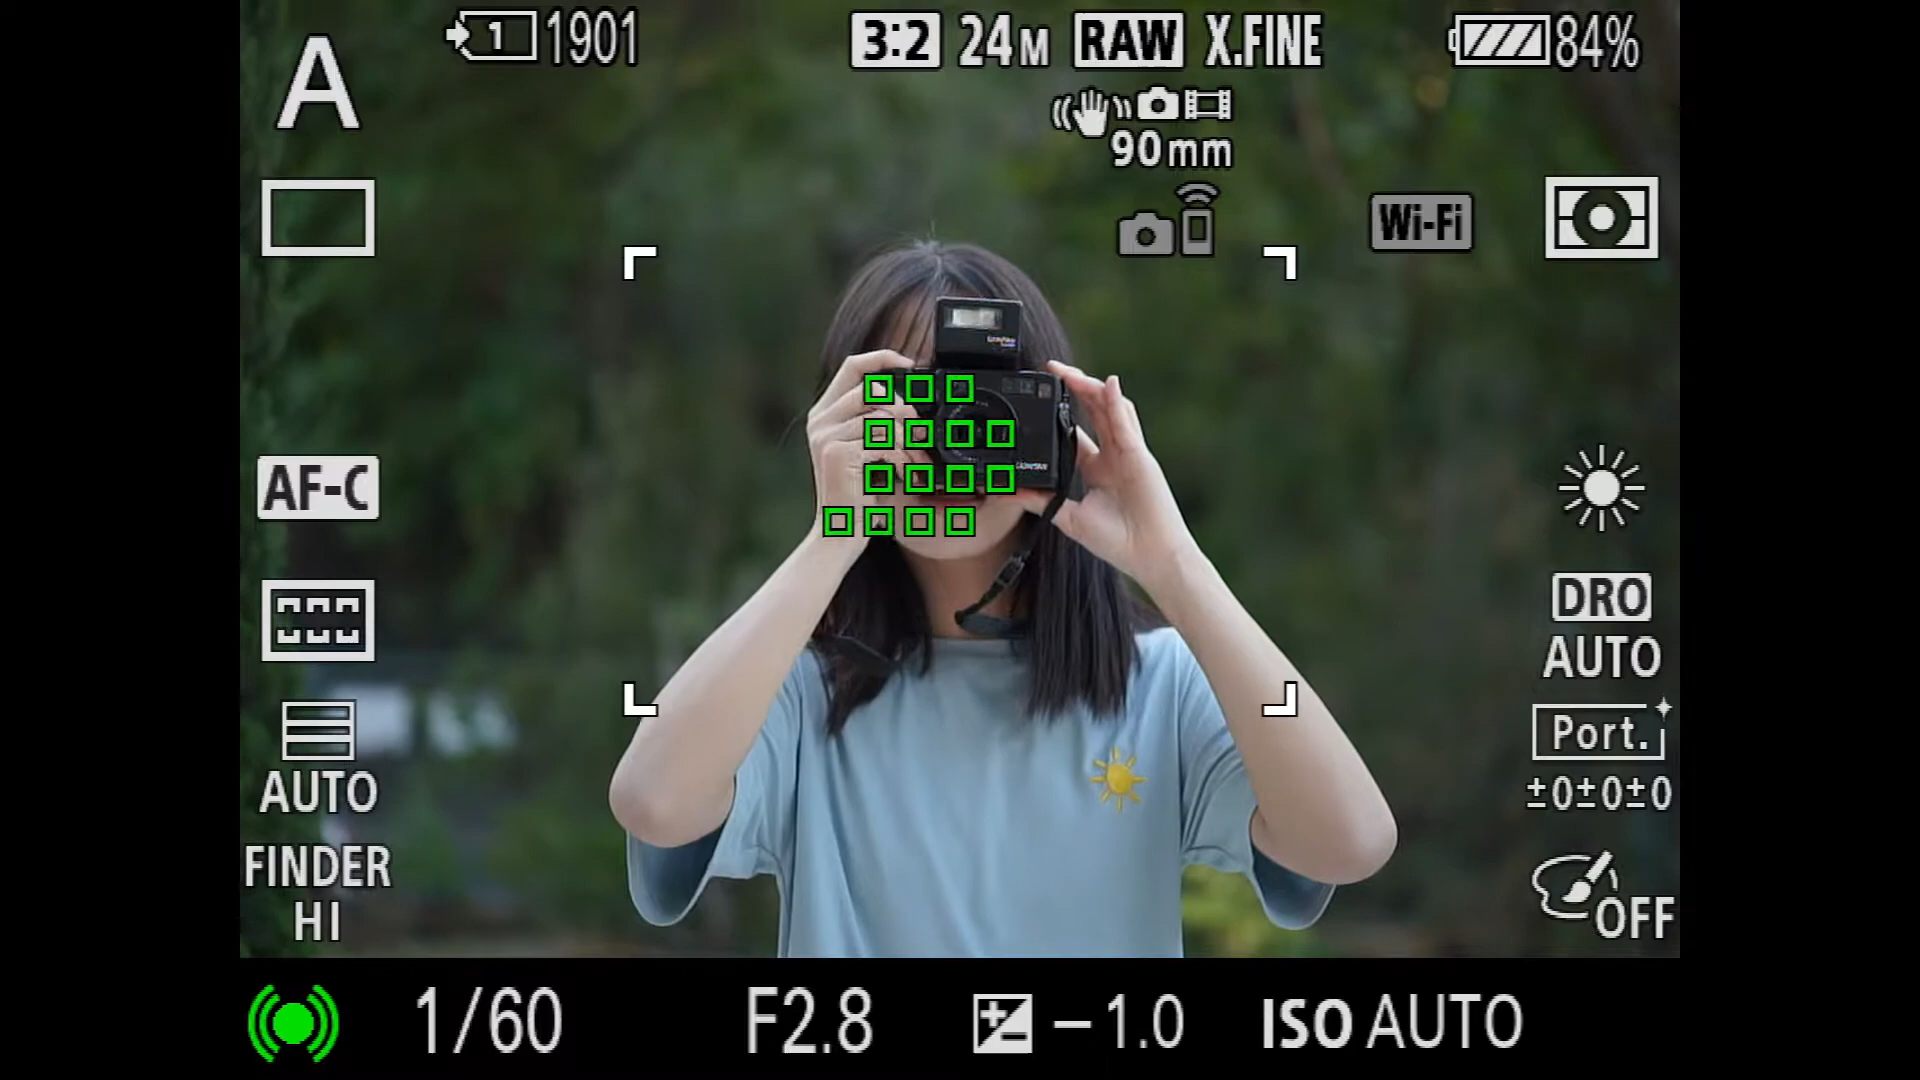 A
1 1901
3:2 24M RAW X.FINE
84%
90mm
Wi-Fi
AF-C
AUTO
FINDER
HI
DRO
AUTO
Port.
±0±0±0
OFF
1/60 F2.8 −1.0 ISO AUTO